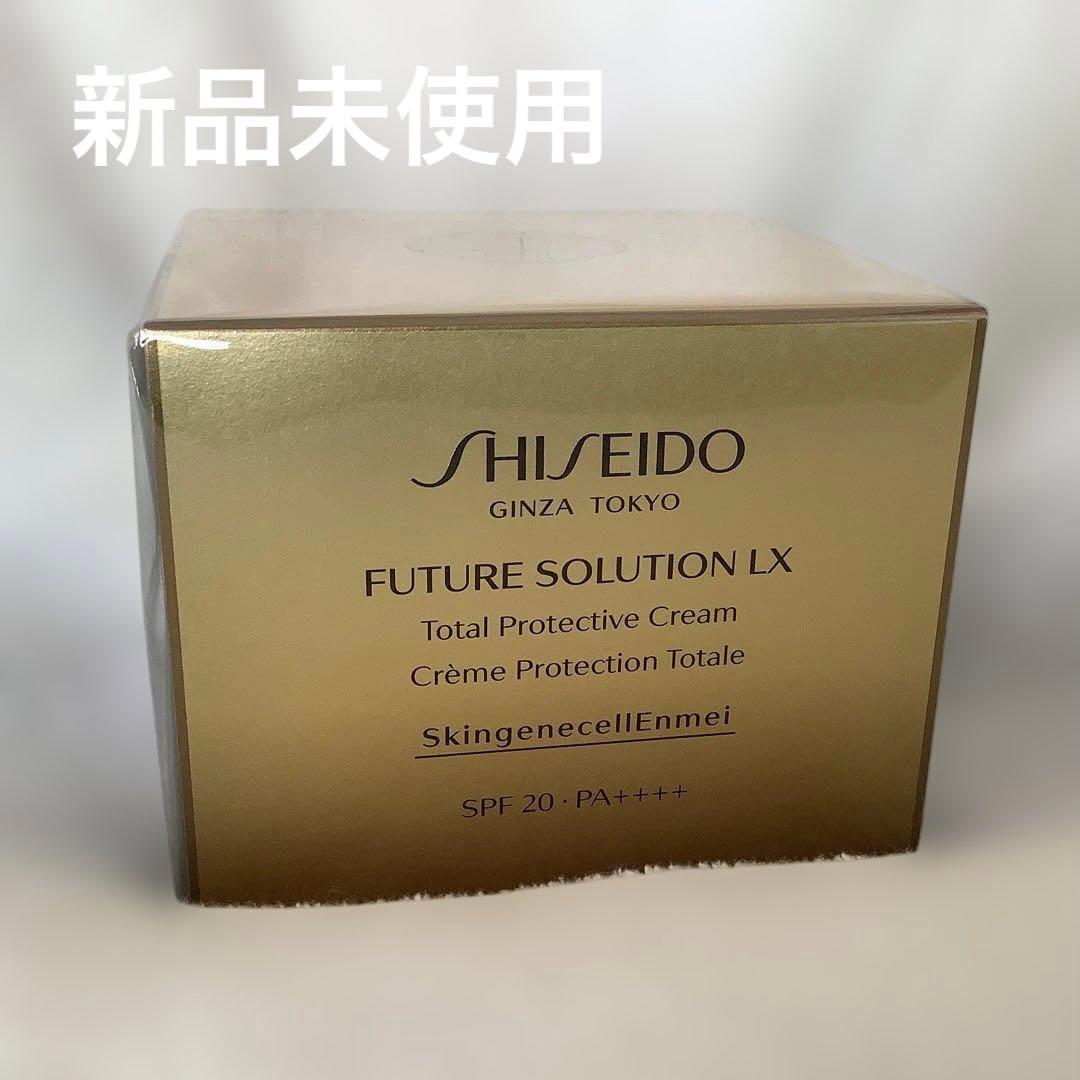 新品未使用
SHISEIDO
GINZA TOKYO
FUTURE SOLUTION LX
Total Protective Cream
Crème Protection Totale
SkingenecellEnmei
SPF 20 · PA++++